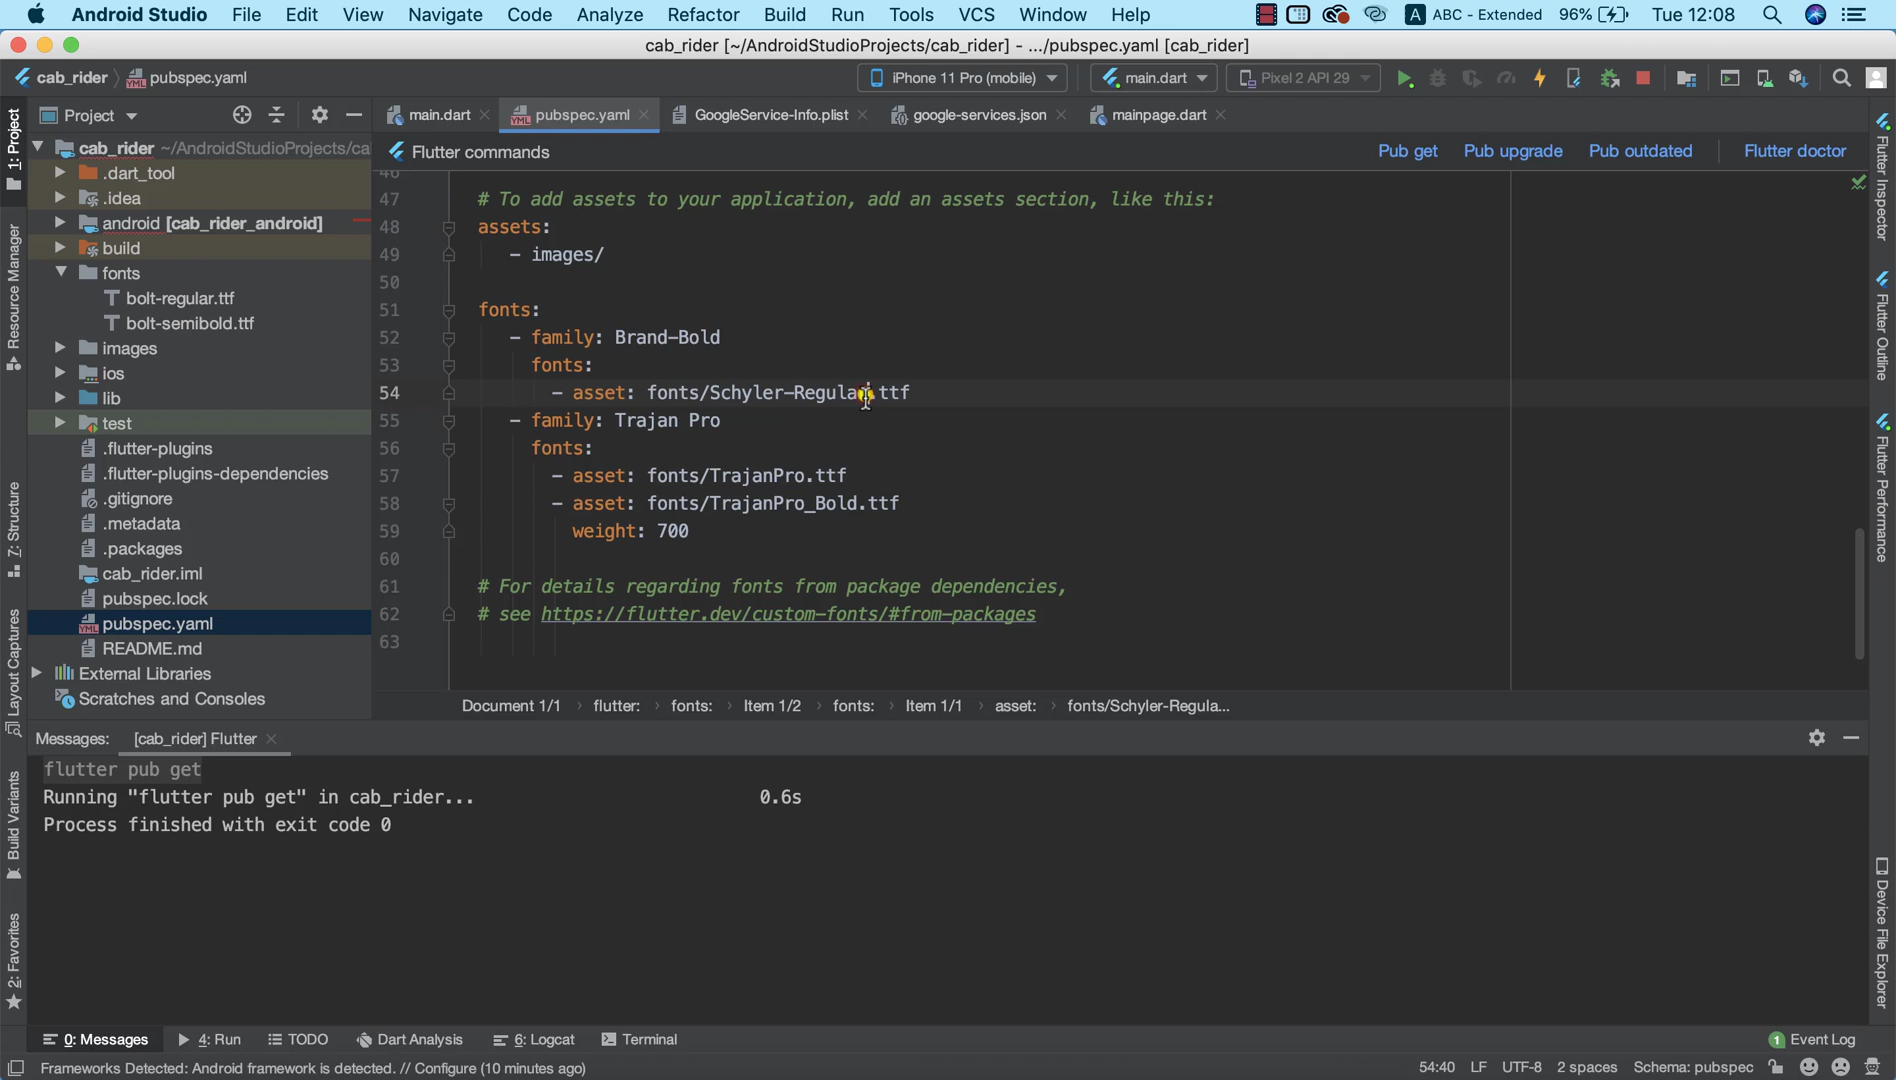 Android Studio File Edit View Navigate Code Analyze Refactor Build Run Tools VCS Window Help A ABC - Extended 96% Tue 12:08
cab_rider [~/AndroidStudioProjects/cab_rider] - .../pubspec.yaml [cab_rider]
cab_rider pubspec.yaml iPhone 11 Pro (mobile) main.dart Pixel 2 API 29
Project main.dart pubspec.yaml GoogleService-Info.plist google-services.json mainpage.dart
Flutter commands Pub get Pub upgrade Pub outdated Flutter doctor
1: Project
Resource Manager
7: Structure
Layout Captures
Build Variants
2: Favorites
cab_rider ~/AndroidStudioProjects/ca
.dart_tool
.idea
android [cab_rider_android]
build
fonts
bolt-regular.ttf
bolt-semibold.ttf
images
ios
lib
test
.flutter-plugins
.flutter-plugins-dependencies
.gitignore
.metadata
.packages
cab_rider.iml
pubspec.lock
pubspec.yaml
README.md
External Libraries
Scratches and Consoles
46
47 # To add assets to your application, add an assets section, like this:
48 assets:
49 - images/
50
51 fonts:
52 - family: Brand-Bold
53 fonts:
54 - asset: fonts/Schyler-Regular.ttf
55 - family: Trajan Pro
56 fonts:
57 - asset: fonts/TrajanPro.ttf
58 - asset: fonts/TrajanPro_Bold.ttf
59 weight: 700
60
61 # For details regarding fonts from package dependencies,
62 # see https://flutter.dev/custom-fonts/#from-packages
63
Document 1/1 › flutter: › fonts: › Item 1/2 › fonts: › Item 1/1 › asset: › fonts/Schyler-Regula...
Flutter Inspector
Flutter Outline
Flutter Performance
Device File Explorer
Messages: [cab_rider] Flutter
flutter pub get
Running "flutter pub get" in cab_rider... 0.6s
Process finished with exit code 0
0: Messages 4: Run TODO Dart Analysis 6: Logcat Terminal 1 Event Log
Frameworks Detected: Android framework is detected. // Configure (10 minutes ago) 54:40 LF UTF-8 2 spaces Schema: pubspec